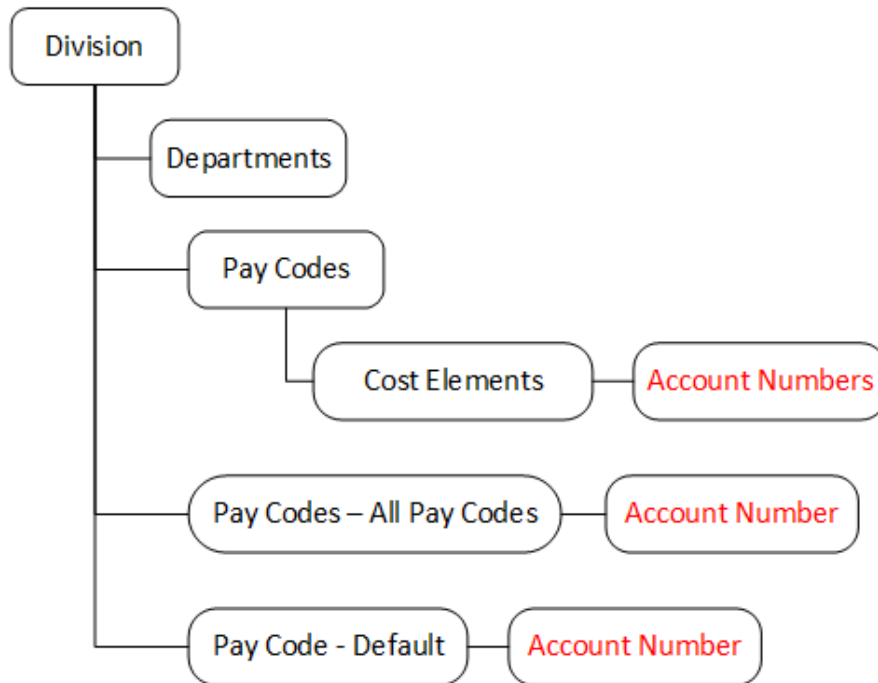 Division
Departments
Pay Codes
Cost Elements
Account Numbers
Pay Codes – All Pay Codes
Account Number
Pay Code - Default
Account Number